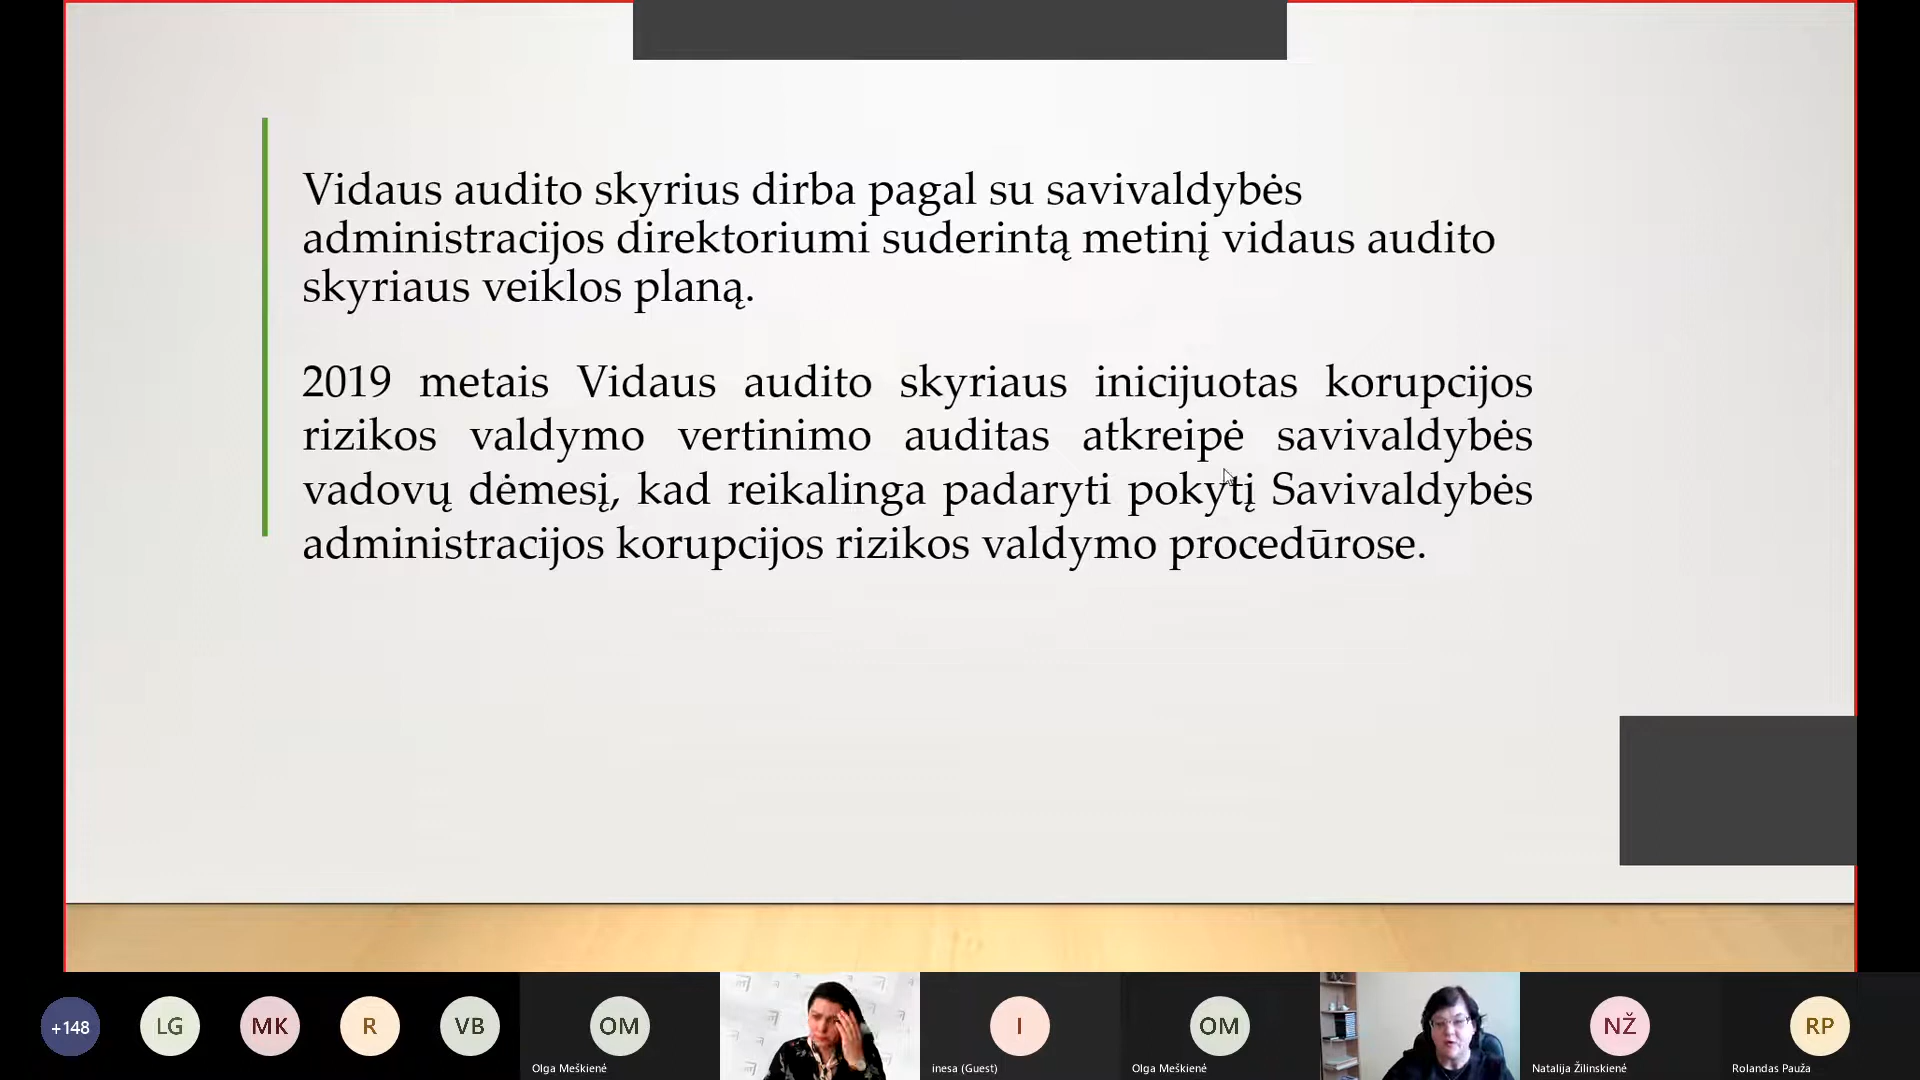 Vidaus audito skyrius dirba pagal su savivaldybės
administracijos direktoriumi suderintą metinį vidaus audito
skyriaus veiklos planą.
2019 metais Vidaus audito skyriaus inicijuotas korupcijos
rizikos valdymo vertinimo auditas atkreipė savivaldybės
vadovų dėmesį, kad reikalinga padaryti pokytį Savivaldybės
administracijos korupcijos rizikos valdymo procedūrose.
+148
LG
MK
R
VB
OM
Olga Meškienė
I
inesa (Guest)
OM
Olga Meškienė
NŽ
Natalija Žilinskienė
RP
Rolandas Pauža